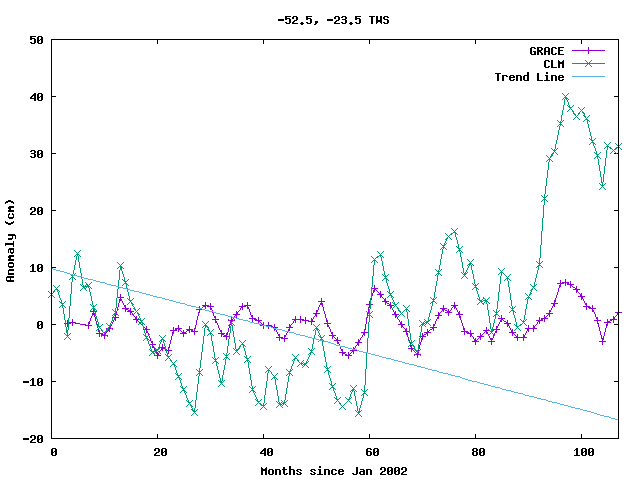 -52.5, -23.5 TWS
GRACE
CLM
Trend Line
50
40
30
20
10
0
-10
-20
Anomaly (cm)
0 20 40 60 80 100
Months since Jan 2002